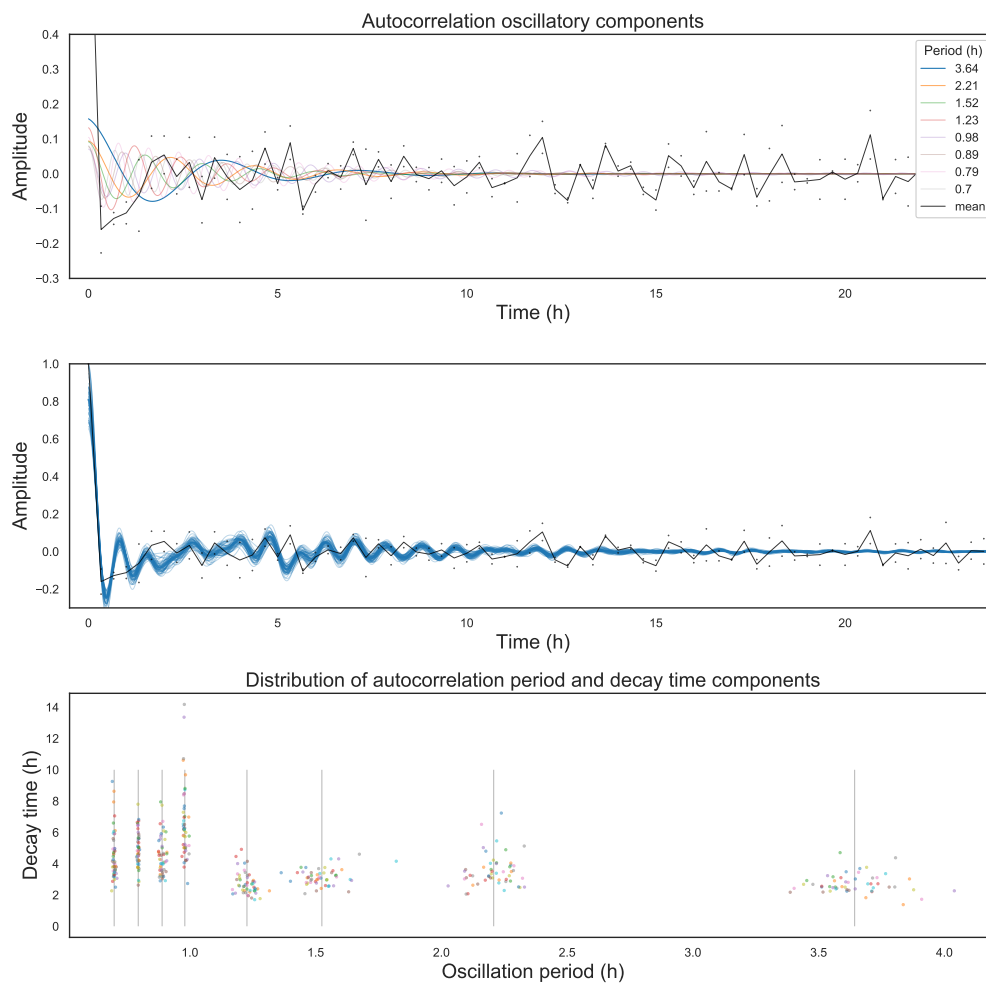 Autocorrelation oscillatory components
Amplitude
0.4
0.3
0.2
0.1
0.0
−0.1
−0.2
−0.3
Period (h)
3.64
2.21
1.52
1.23
0.98
0.89
0.79
0.7
mean
0 5 10 15 20
Time (h)
Amplitude
1.0
0.8
0.6
0.4
0.2
0.0
−0.2
0 5 10 15 20
Time (h)
Distribution of autocorrelation period and decay time components
Decay time (h)
14
12
10
8
6
4
2
0
1.0 1.5 2.0 2.5 3.0 3.5 4.0
Oscillation period (h)